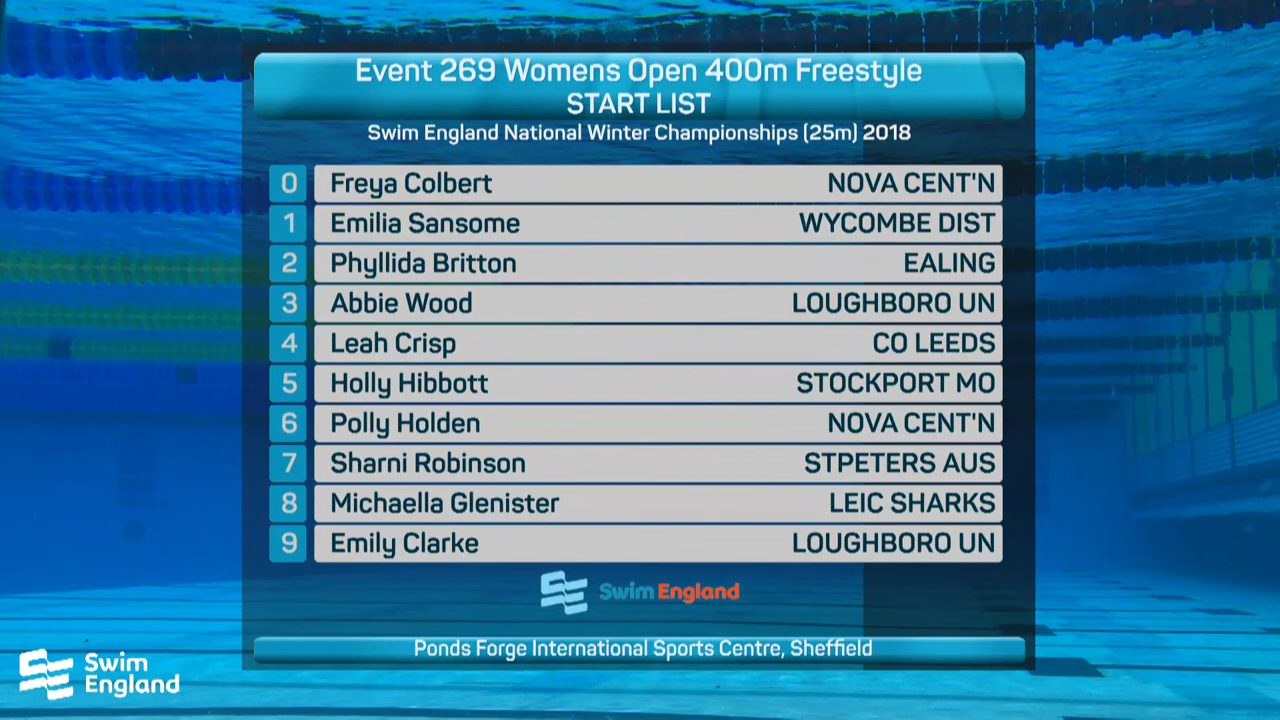 Event 269 Womens Open 400m Freestyle
START LIST
Swim England National Winter Championships (25m) 2018
0 Freya Colbert NOVA CENT'N
1 Emilia Sansome WYCOMBE DIST
2 Phyllida Britton EALING
3 Abbie Wood LOUGHBORO UN
4 Leah Crisp CO LEEDS
5 Holly Hibbott STOCKPORT MO
6 Polly Holden NOVA CENT'N
7 Sharni Robinson STPETERS AUS
8 Michaella Glenister LEIC SHARKS
9 Emily Clarke LOUGHBORO UN
Swim England
Ponds Forge International Sports Centre, Sheffield
Swim
England